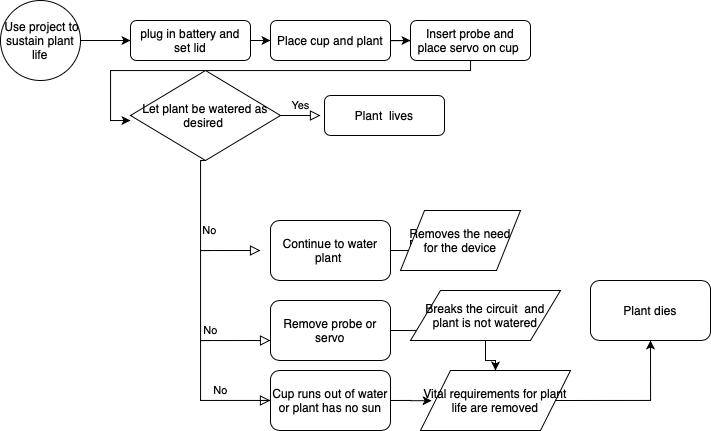 Use project to
sustain plant
life
plug in battery and
set lid
Place cup and plant
Insert probe and
place servo on cup
Let plant be watered as
desired
Yes
Plant lives
No
Continue to water
plant
Removes the need
for the device
No
Remove probe or
servo
Breaks the circuit and
plant is not watered
Plant dies
No
Cup runs out of water
or plant has no sun
Vital requirements for plant
life are removed